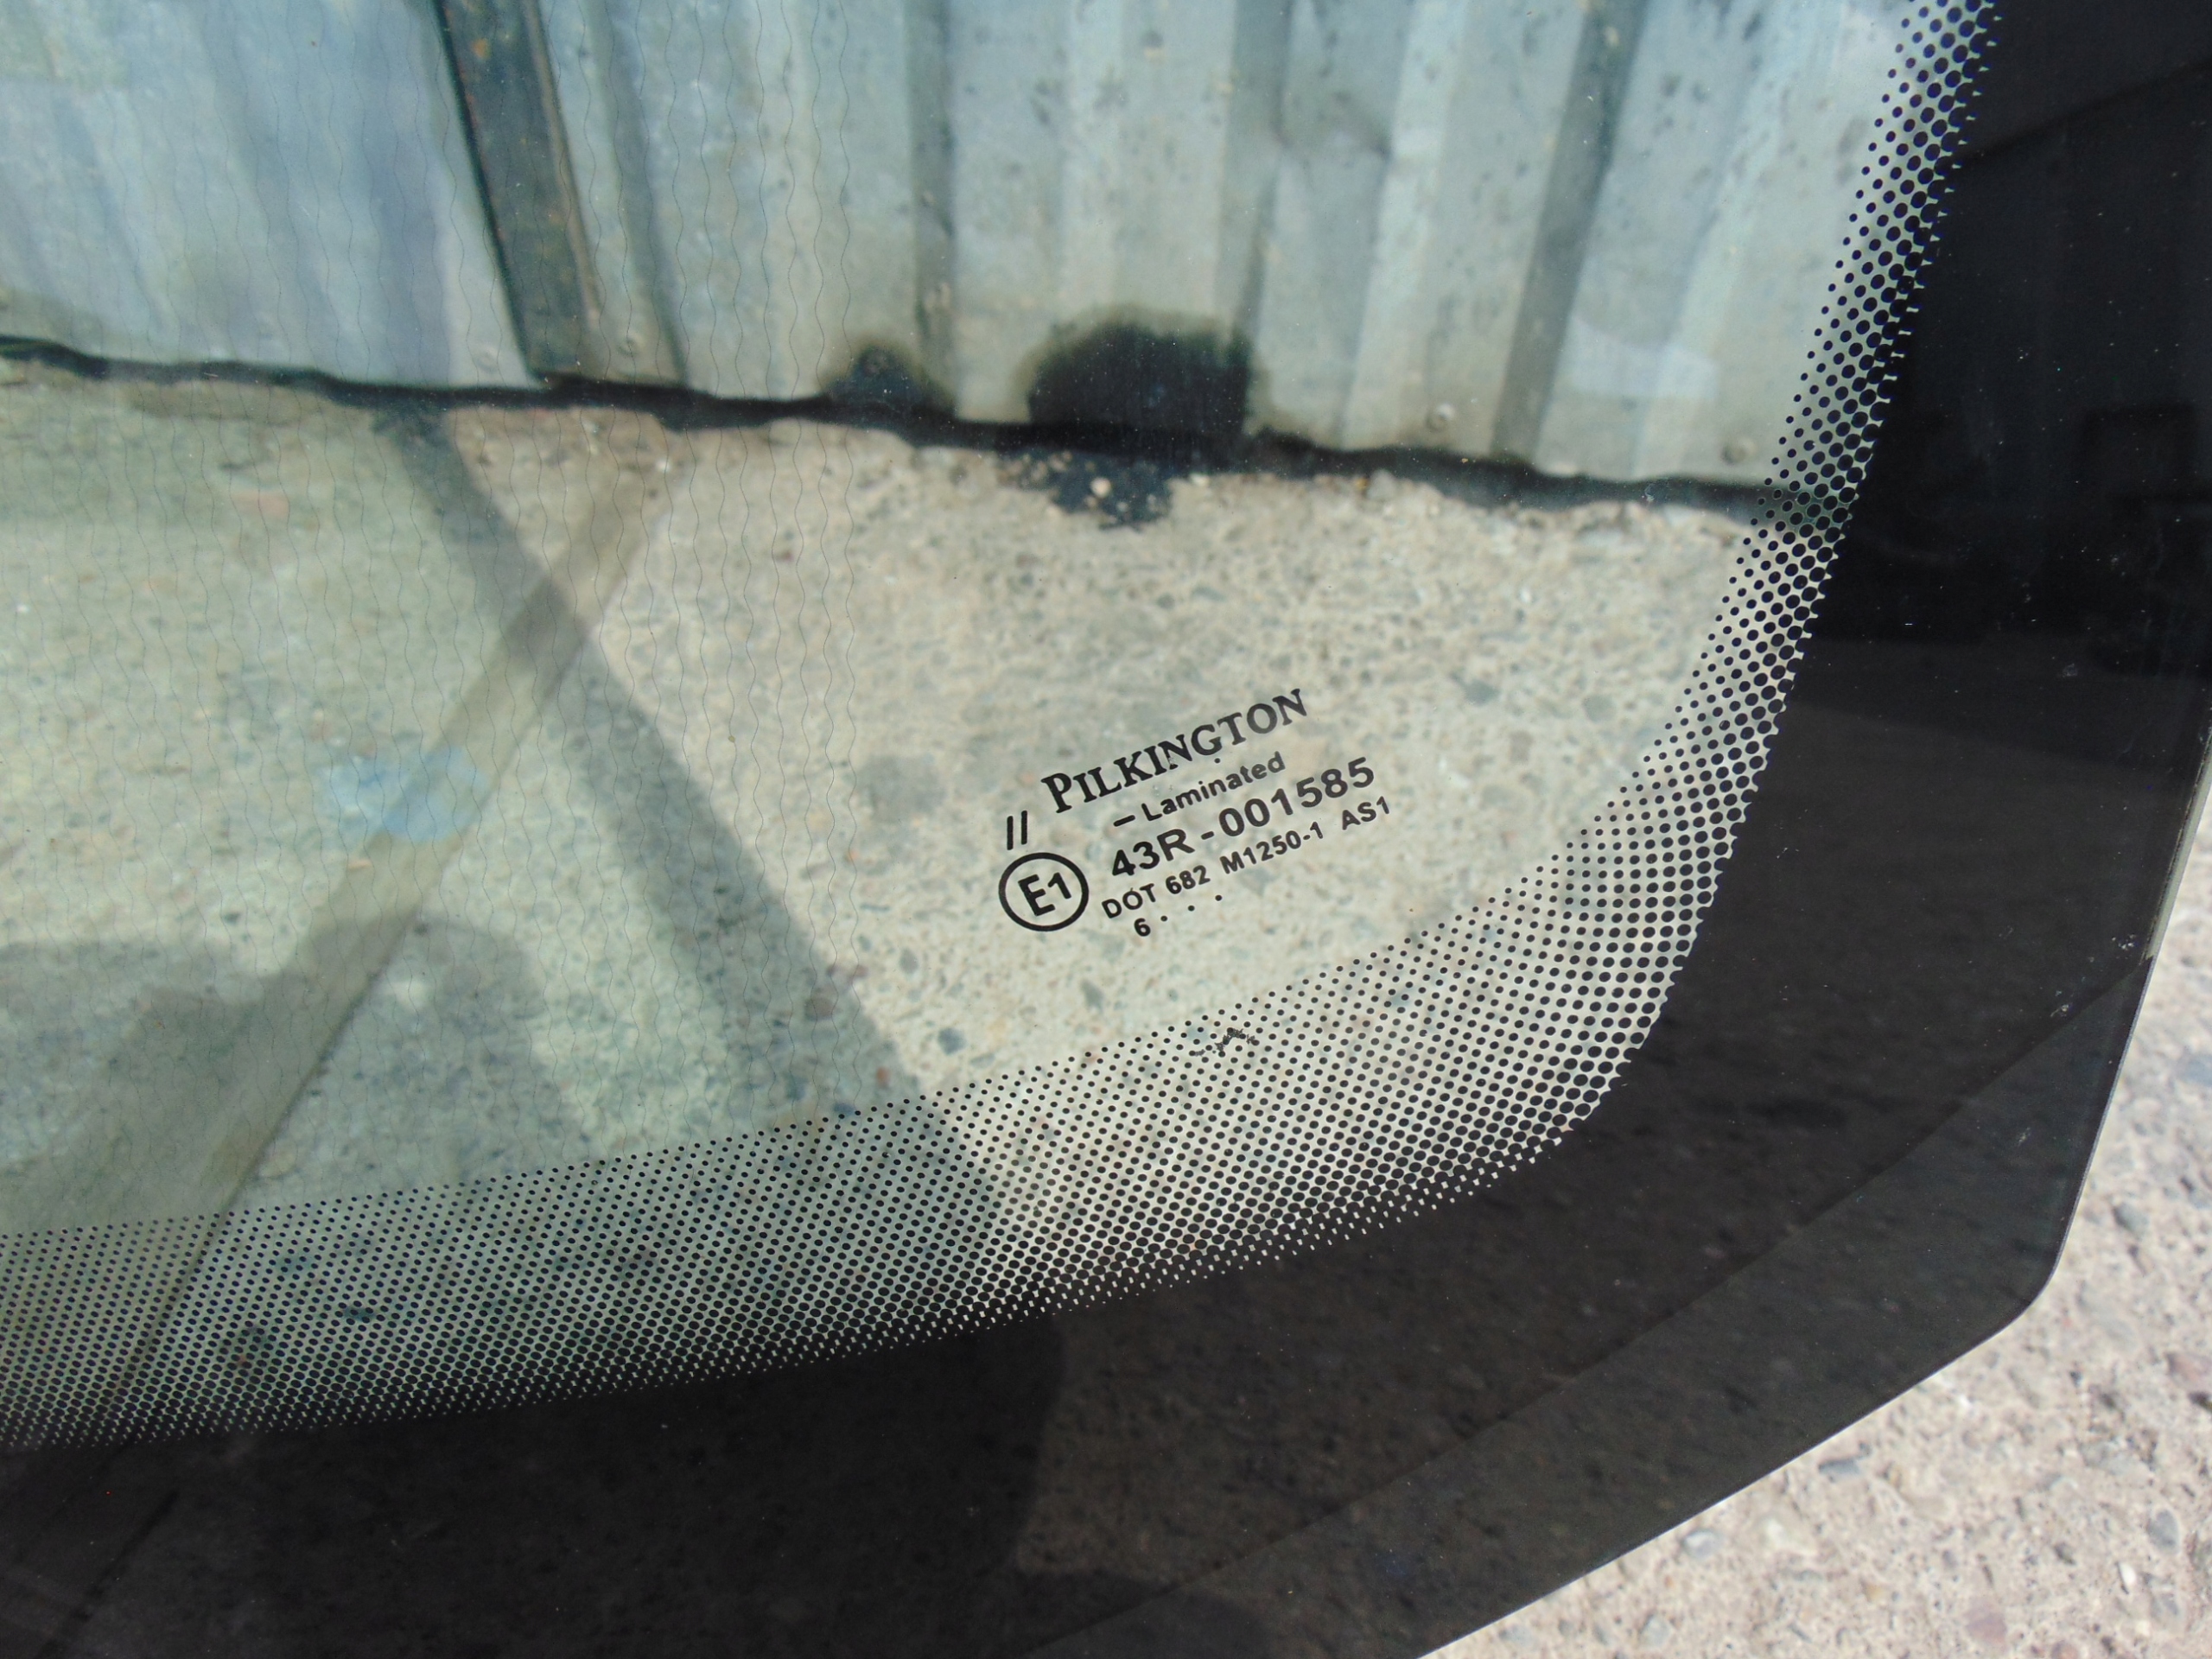 // PILKINGTON
– Laminated
43R-001585
E1
DOT 682 M1250-1 AS1
6 . . .